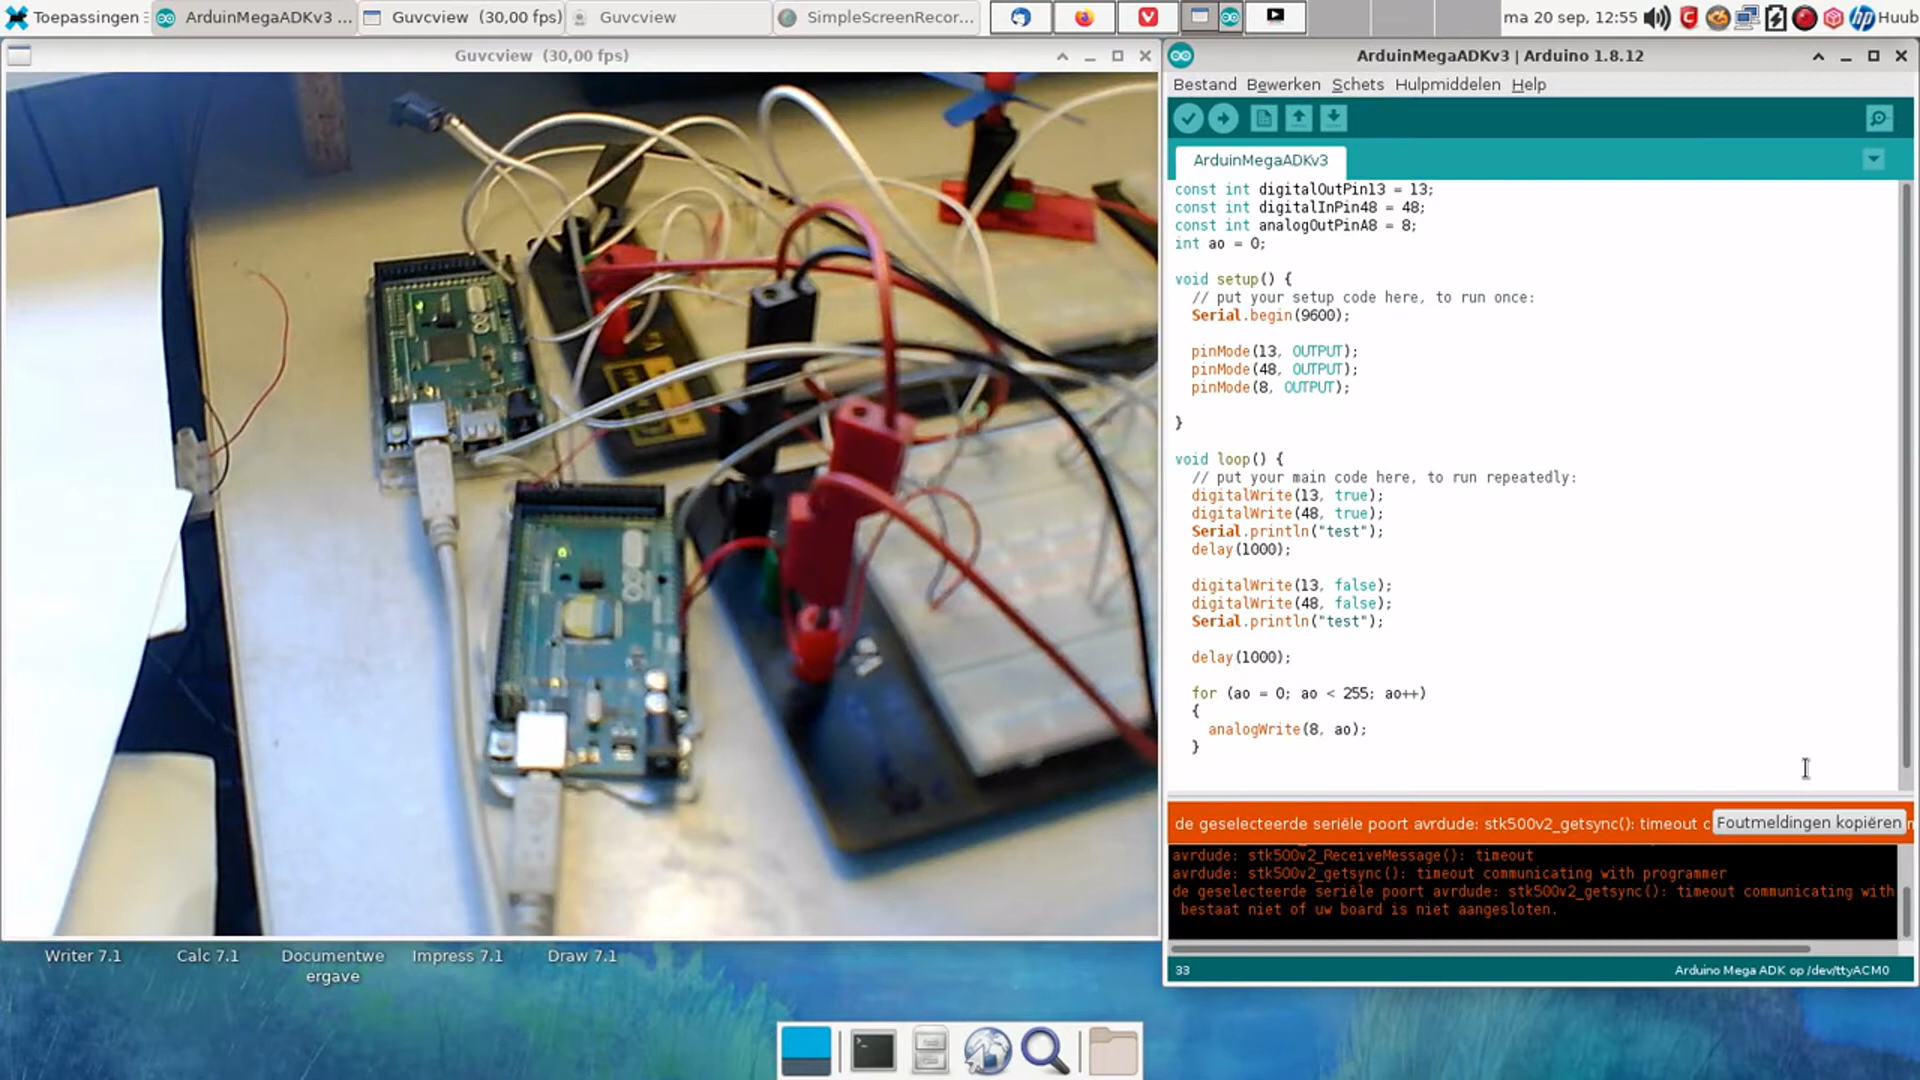 Toepassingen
ArduinMegaADKv3 ...
Guvcview (30,00 fps)
Guvcview
SimpleScreenRecor...
ma 20 sep, 12:55
Huub
Guvcview (30,00 fps)
ArduinMegaADKv3 | Arduino 1.8.12
Bestand Bewerken Schets Hulpmiddelen Help
ArduinMegaADKv3
const int digitalOutPin13 = 13;
const int digitalInPin48 = 48;
const int analogOutPinA8 = 8;
int ao = 0;
void setup() {
// put your setup code here, to run once:
Serial.begin(9600);
pinMode(13, OUTPUT);
pinMode(48, OUTPUT);
pinMode(8, OUTPUT);
}
void loop() {
// put your main code here, to run repeatedly:
digitalWrite(13, true);
digitalWrite(48, true);
Serial.println("test");
delay(1000);
digitalWrite(13, false);
digitalWrite(48, false);
Serial.println("test");
delay(1000);
for (ao = 0; ao < 255; ao++)
{
analogWrite(8, ao);
}
de geselecteerde seriële poort avrdude: stk500v2_getsync(): timeout c
Foutmeldingen kopiëren
avrdude: stk500v2_ReceiveMessage(): timeout
avrdude: stk500v2_getsync(): timeout communicating with programmer
de geselecteerde seriële poort avrdude: stk500v2_getsync(): timeout communicating with
bestaat niet of uw board is niet aangesloten.
33
Arduino Mega ADK op /dev/ttyACM0
Writer 7.1
Calc 7.1
Documentwe
ergave
Impress 7.1
Draw 7.1